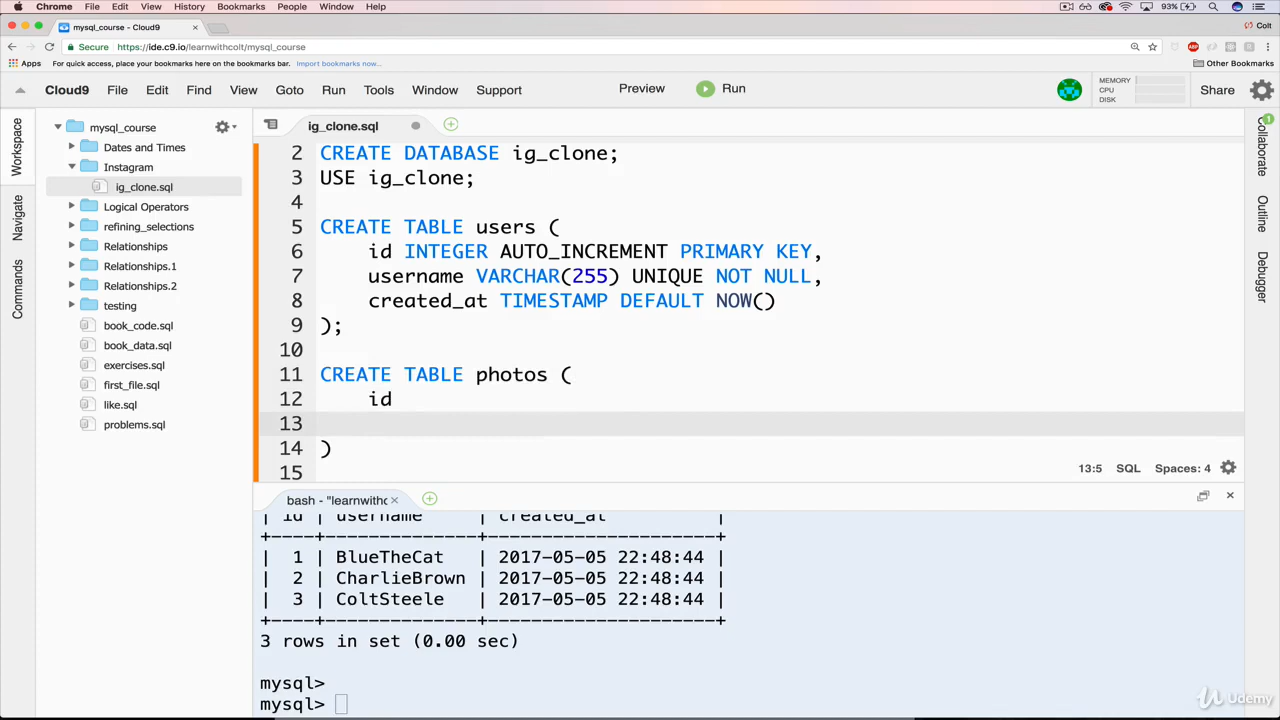 Chrome File Edit View History Bookmarks People Window Help 93%
mysql_course - Cloud9 Colt
Secure https://ide.c9.io/learnwithcolt/mysql_course
Apps For quick access, place your bookmarks here on the bookmarks bar. Import bookmarks now... Other Bookmarks
Cloud9 File Edit Find View Goto Run Tools Window Support Preview Run MEMORY CPU DISK Share
Workspace
Navigate
Commands
mysql_course
Dates and Times
Instagram
ig_clone.sql
Logical Operators
refining_selections
Relationships
Relationships.1
Relationships.2
testing
book_code.sql
book_data.sql
exercises.sql
first_file.sql
like.sql
problems.sql
ig_clone.sql
2 CREATE DATABASE ig_clone;
3 USE ig_clone;
4
5 CREATE TABLE users (
6 id INTEGER AUTO_INCREMENT PRIMARY KEY,
7 username VARCHAR(255) UNIQUE NOT NULL,
8 created_at TIMESTAMP DEFAULT NOW()
9 );
10
11 CREATE TABLE photos (
12 id
13
14 )
15
13:5 SQL Spaces: 4
bash - "learnwithc
| id | username | created_at |
+----+--------------+---------------------+
| 1 | BlueTheCat | 2017-05-05 22:48:44 |
| 2 | CharlieBrown | 2017-05-05 22:48:44 |
| 3 | ColtSteele | 2017-05-05 22:48:44 |
+----+--------------+---------------------+
3 rows in set (0.00 sec)
mysql>
mysql>
Collaborate
1
Outline
Debugger
Udemy